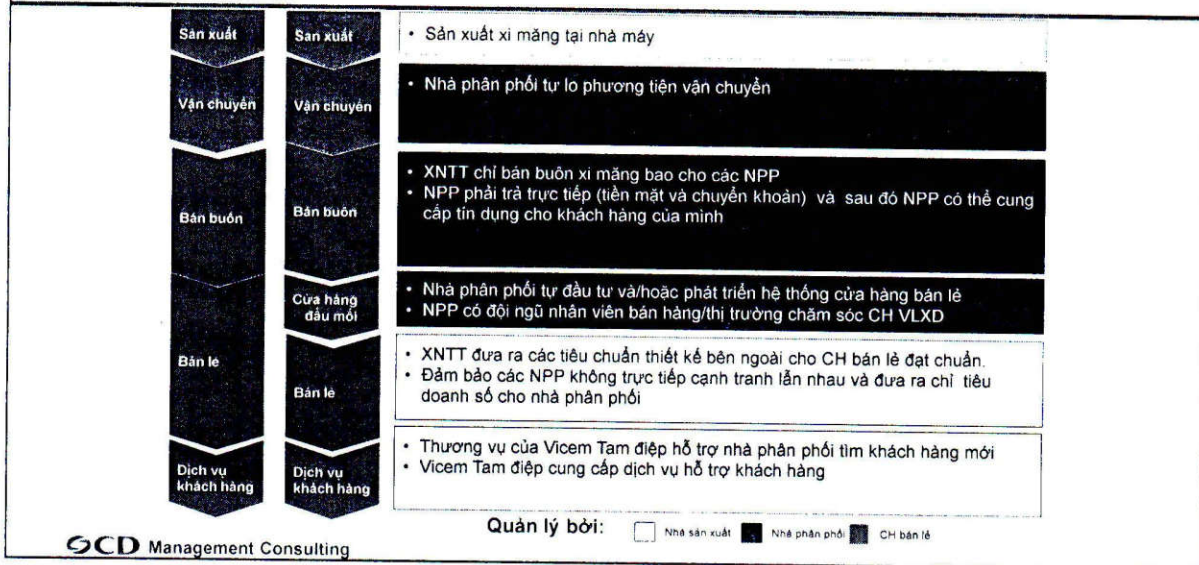 Sản xuất
Sản xuất
• Sản xuất xi măng tại nhà máy
Vận chuyển
Vận chuyển
• Nhà phân phối tự lo phương tiện vận chuyển
Bán buôn
Bán buôn
• XNTT chỉ bán buôn xi măng bao cho các NPP
• NPP phải trả trực tiếp (tiền mặt và chuyển khoản) và sau đó NPP có thể cung
cấp tín dụng cho khách hàng của mình
Bán lẻ
Cửa hàng
đầu mối
• Nhà phân phối tự đầu tư và/hoặc phát triển hệ thống cửa hàng bán lẻ
• NPP có đội ngũ nhân viên bán hàng/thị trường chăm sóc CH VLXD
Bán lẻ
• XNTT đưa ra các tiêu chuẩn thiết kế bên ngoài cho CH bán lẻ đạt chuẩn.
• Đảm bảo các NPP không trực tiếp cạnh tranh lẫn nhau và đưa ra chỉ tiêu
doanh số cho nhà phân phối
Dịch vụ
khách hàng
Dịch vụ
khách hàng
• Thương vụ của Vicem Tam điệp hỗ trợ nhà phân phối tìm khách hàng mới
• Vicem Tam điệp cung cấp dịch vụ hỗ trợ khách hàng
Quản lý bởi: Nhà sản xuất Nhà phân phối CH bán lẻ
OCD Management Consulting